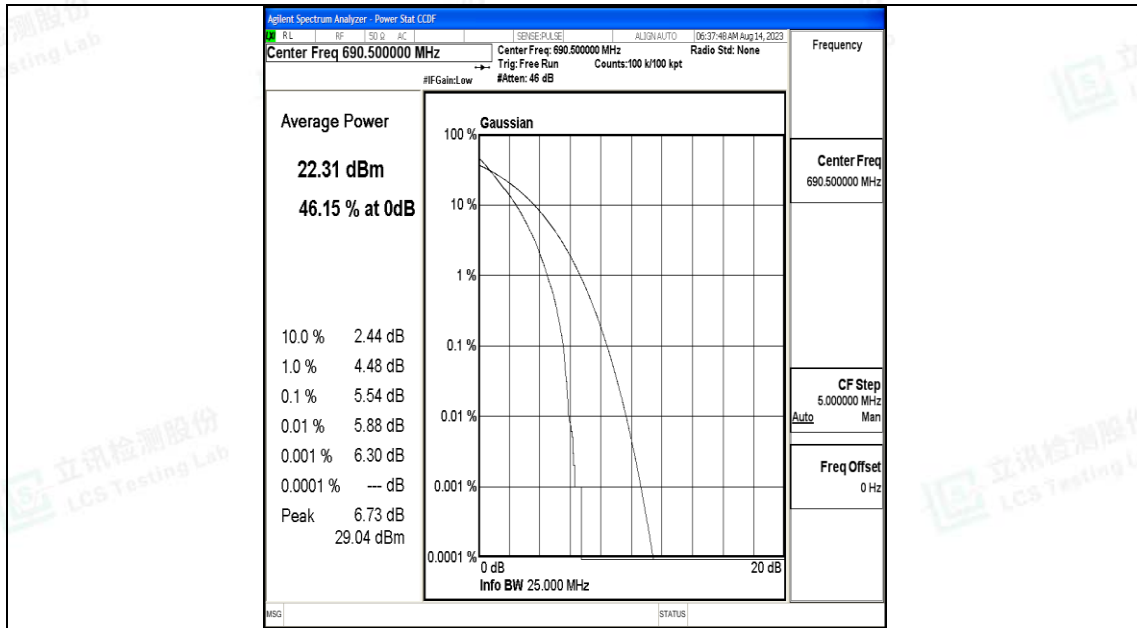 Agilent Spectrum Analyzer - Power Stat CCDF
RL RF 50 Ω AC SENSE:PULSE ALIGN AUTO 06:37:48 AM Aug 14, 2023
Center Freq 690.500000 MHz
Center Freq: 690.500000 MHz Radio Std: None
Trig: Free Run Counts:100 k/100 kpt
#IFGain:Low #Atten: 46 dB
Frequency
Average Power
22.31 dBm
46.15 % at 0dB
10.0 % 2.44 dB
1.0 % 4.48 dB
0.1 % 5.54 dB
0.01 % 5.88 dB
0.001 % 6.30 dB
0.0001 % --- dB
Peak 6.73 dB
29.04 dBm
Gaussian
100 %
10 %
1 %
0.1 %
0.01 %
0.001 %
0.0001 %
0 dB 20 dB
Info BW 25.000 MHz
Center Freq
690.500000 MHz
CF Step
5.000000 MHz
Auto Man
Freq Offset
0 Hz
MSG STATUS
立讯检测股份
LCS Testing Lab